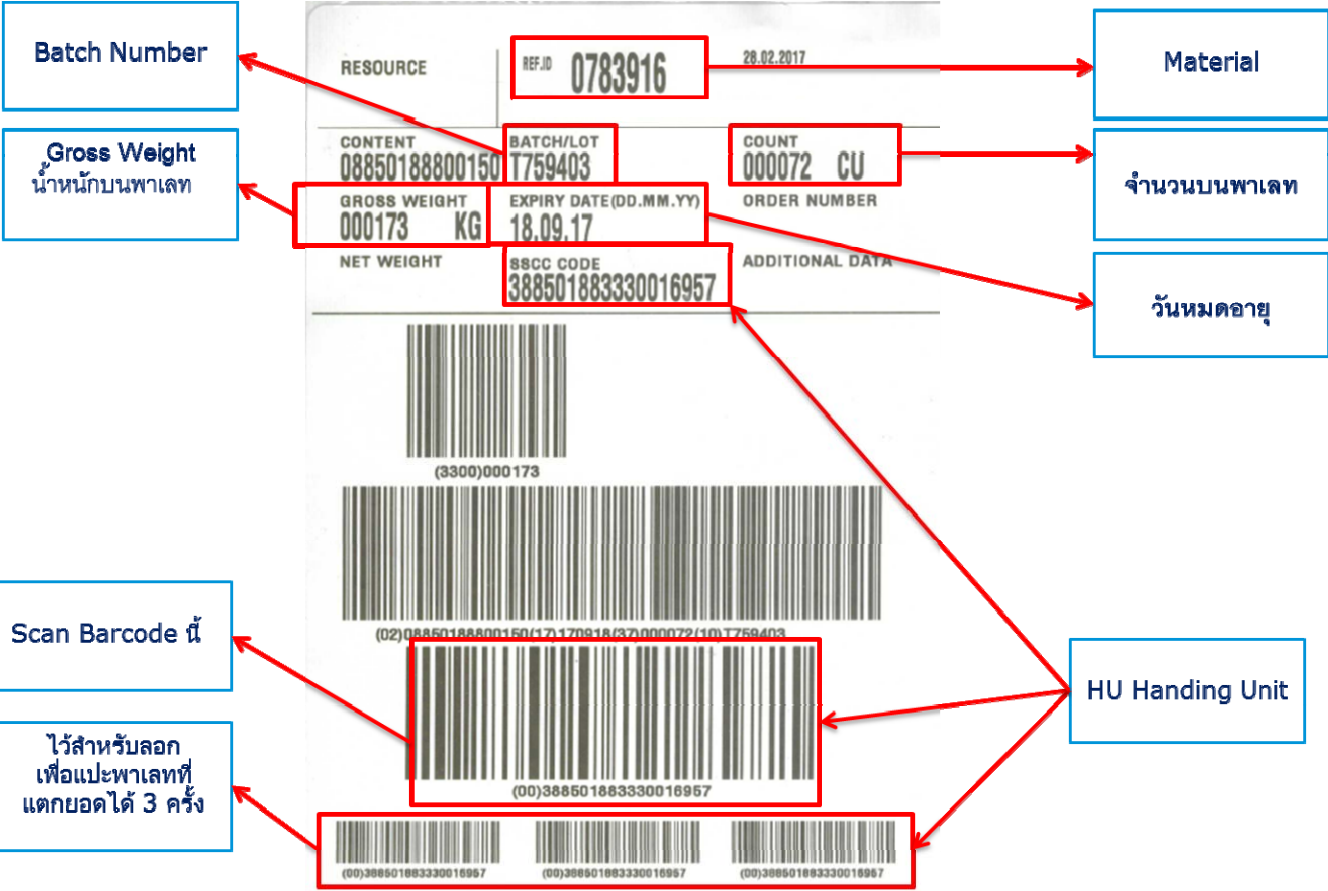 Batch Number
Gross Weight
น้ำหนักบนพาเลท
RESOURCE
REF.ID 0783916
28.02.2017
CONTENT
08850188800150
BATCH/LOT
T759403
COUNT
000072 CU
GROSS WEIGHT
000173 KG
EXPIRY DATE(DD.MM.YY)
18.09.17
ORDER NUMBER
NET WEIGHT
SSCC CODE
388501883330016957
ADDITIONAL DATA
Material
จำนวนบนพาเลท
วันหมดอายุ
(3300)000173
(02)08850188800150(17)170918(37)000072(10)T759403
Scan Barcode นี้
(00)388501883330016957
HU Handing Unit
ไว้สำหรับลอก
เพื่อแปะพาเลทที่
แตกยอดได้ 3 ครั้ง
(00)388501883330016957
(00)388501883330016957
(00)388501883330016957